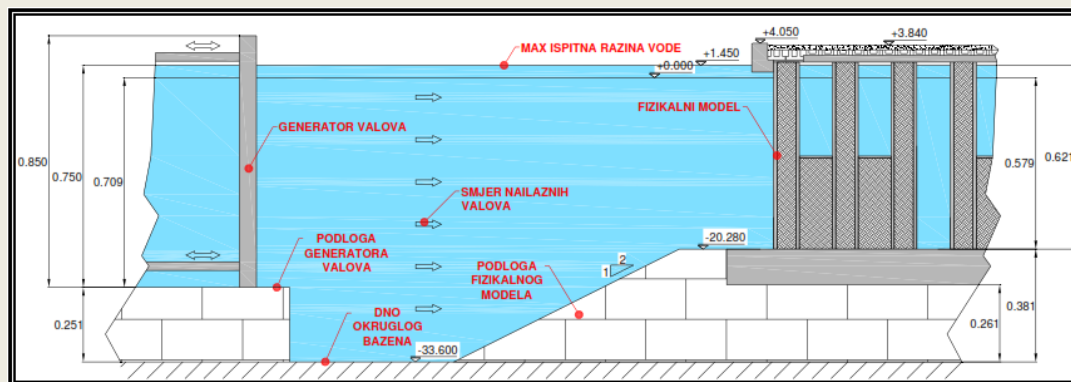 +4.050
+3.840
MAX ISPITNA RAZINA VODE
+1.450
+0.000
GENERATOR VALOVA
FIZIKALNI MODEL
0.850
0.750
0.709
0.579
0.621
SMJER NAILAZNIH
VALOVA
PODLOGA
GENERATORA
VALOVA
-20.280
2
1
PODLOGA
FIZIKALNOG
MODELA
0.251
DNO
OKRUGLOG
BAZENA
-33.600
0.261
0.381